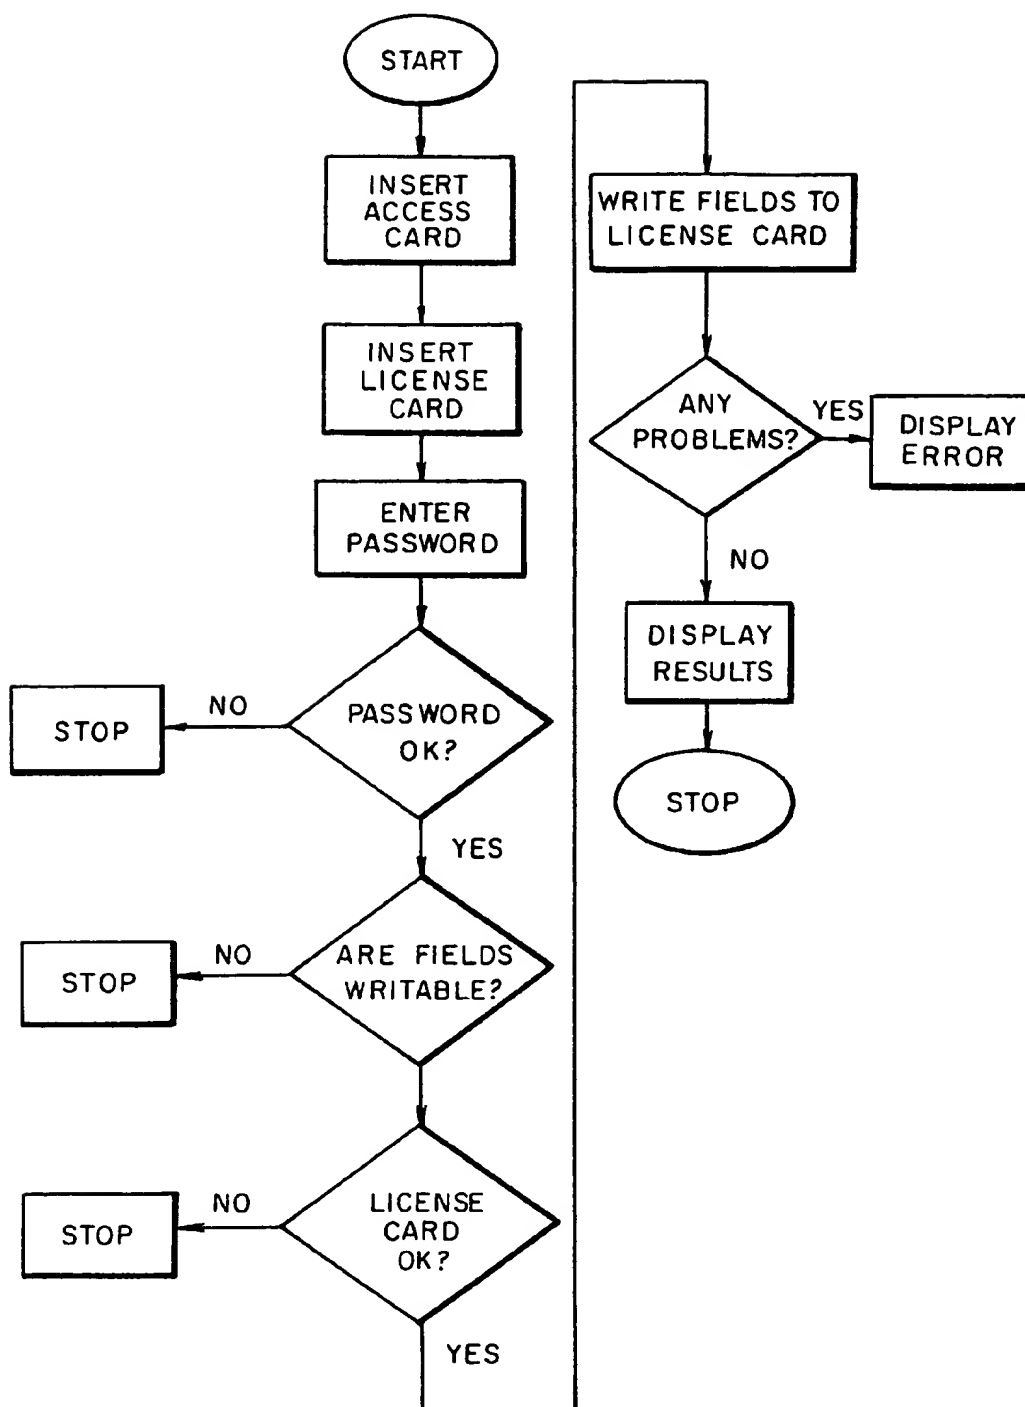 START
INSERT
ACCESS
CARD
INSERT
LICENSE
CARD
ENTER
PASSWORD
PASSWORD
OK?
NO
STOP
YES
ARE FIELDS
WRITABLE?
NO
STOP
LICENSE
CARD
OK?
NO
STOP
YES
WRITE FIELDS TO
LICENSE CARD
ANY
PROBLEMS?
YES
DISPLAY
ERROR
NO
DISPLAY
RESULTS
STOP